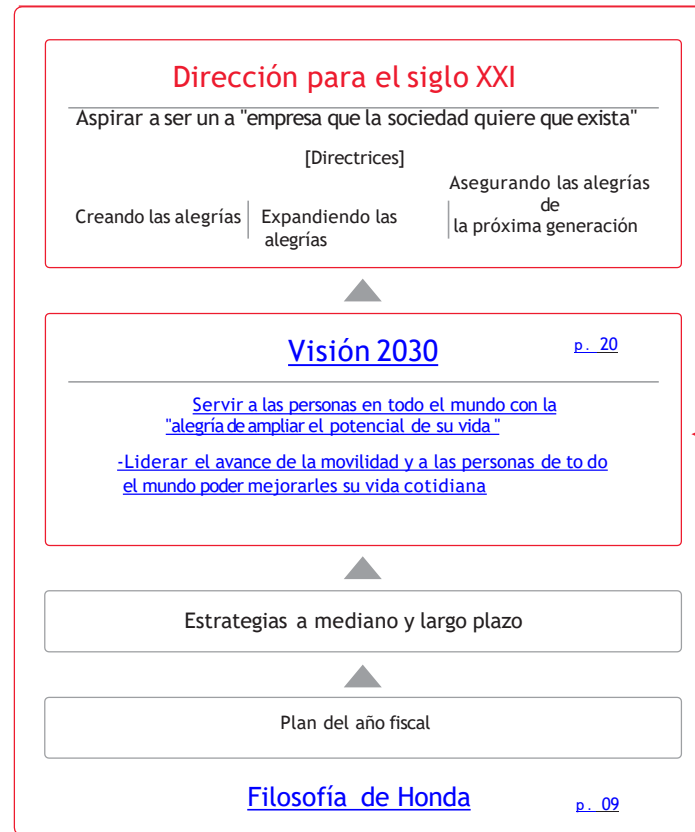 Dirección para el siglo XXI
Aspirar a ser un a "empresa que la sociedad quiere que exista"
[Directrices]
Creando las alegrías
Expiandiendo las
alegrías
Asegurando las alegrías
de
la próxima generación
Visión 2030
p. 20
Servir a las personas en todo el mundo con la
"alegría de ampliar el potencial de su vida "
-Liderar el avance de la movilidad y a las personas de to do
el mundo poder mejorarles su vida cotidiana
Estrategias a mediano y largo plazo
Plan del año fiscal
Filosofía de Honda
p. 09